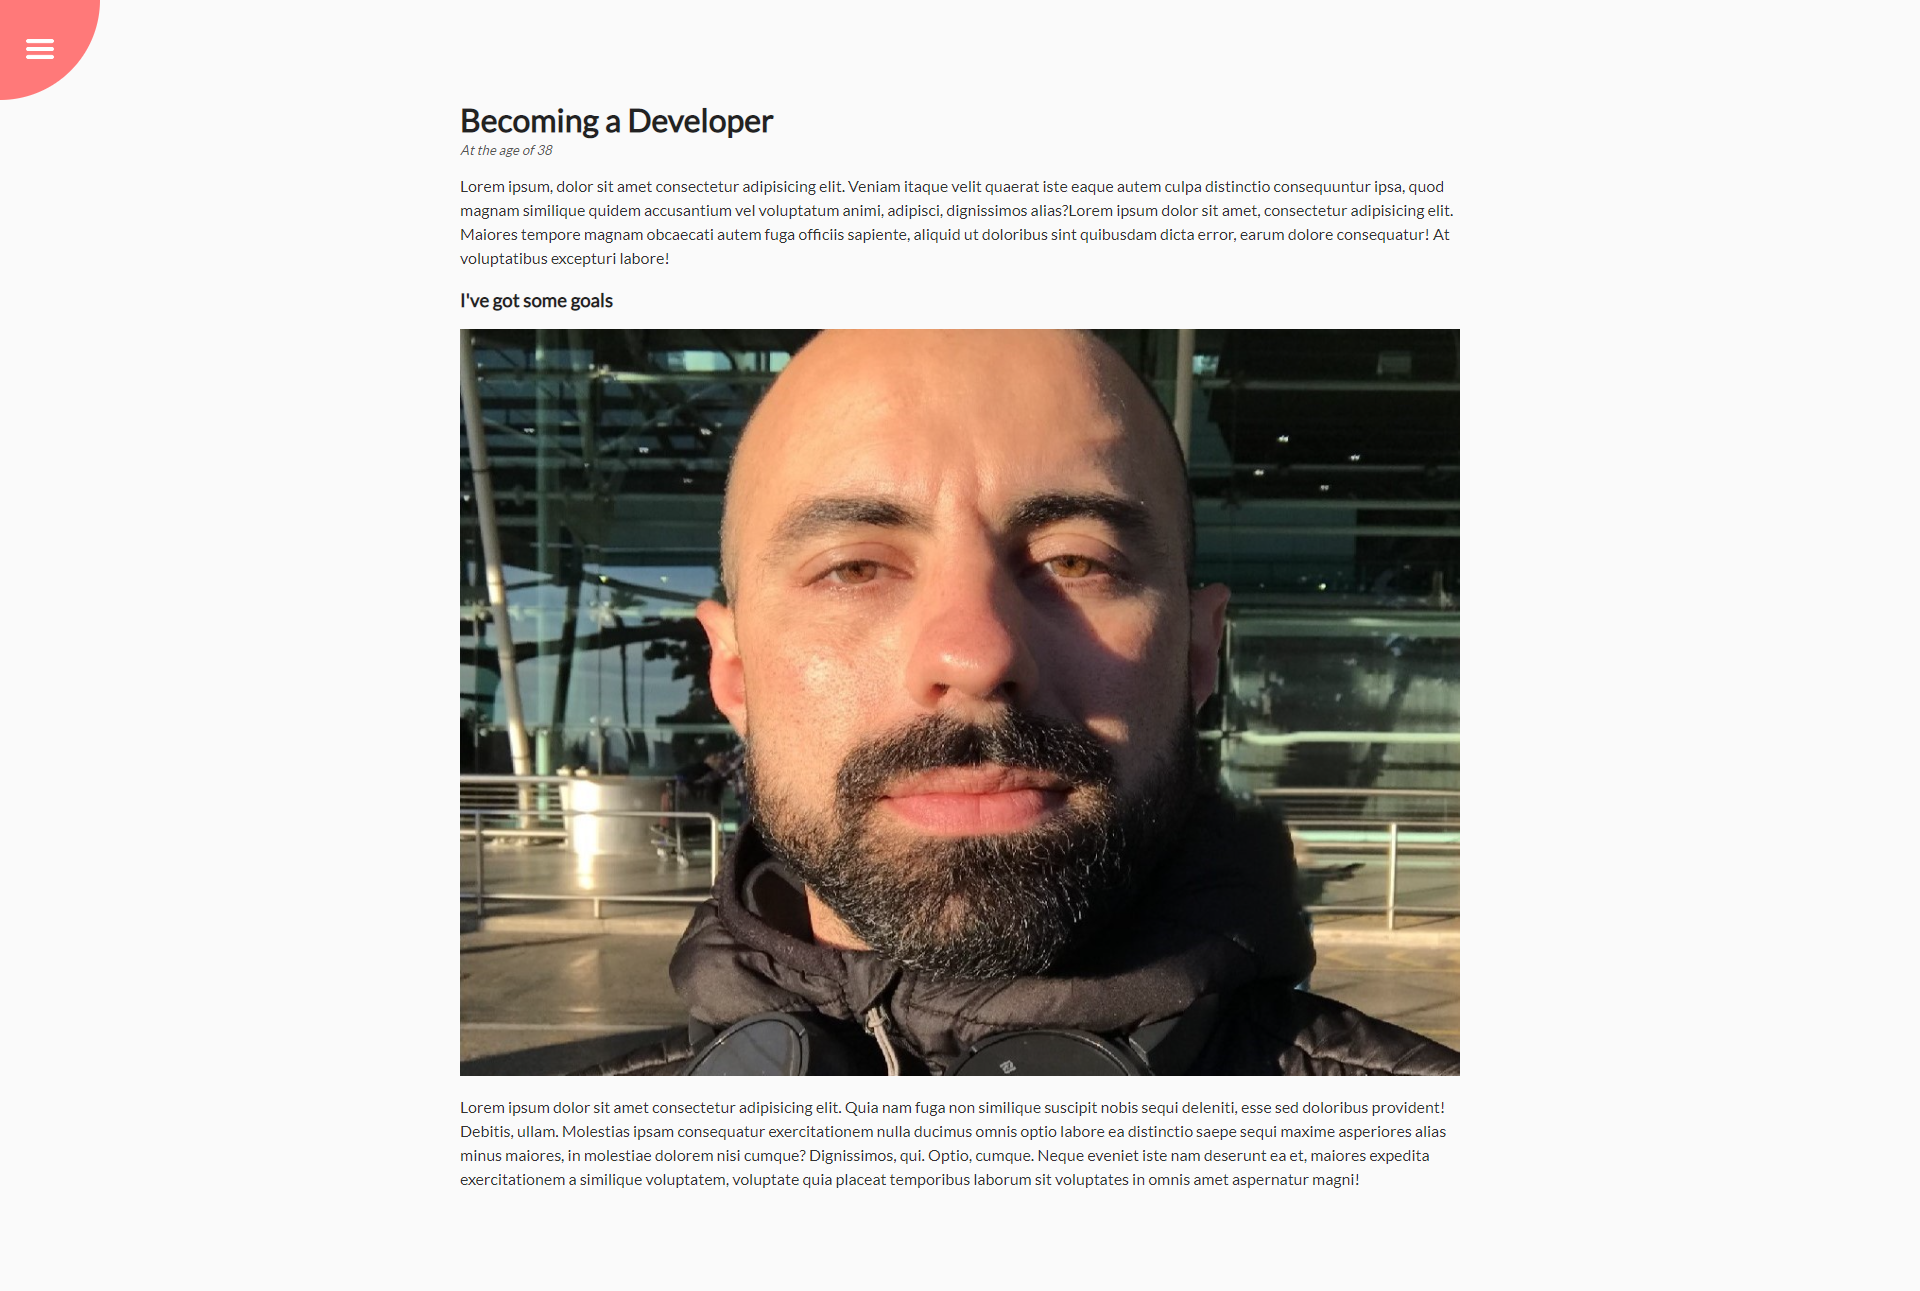 Becoming a Developer
At the age of 38
Lorem ipsum, dolor sit amet consectetur adipisicing elit. Veniam itaque velit quaerat iste eaque autem culpa distinctio consequuntur ipsa, quod
magnam similique quidem accusantium vel voluptatum animi, adipisci, dignissimos alias?Lorem ipsum dolor sit amet, consectetur adipisicing elit.
Maiores tempore magnam obcaecati autem fuga officiis sapiente, aliquid ut doloribus sint quibusdam dicta error, earum dolore consequatur! At
voluptatibus excepturi labore!
I've got some goals
Lorem ipsum dolor sit amet consectetur adipisicing elit. Quia nam fuga non similique suscipit nobis sequi deleniti, esse sed doloribus provident!
Debitis, ullam. Molestias ipsam consequatur exercitationem nulla ducimus omnis optio labore ea distinctio saepe sequi maxime asperiores alias
minus maiores, in molestiae dolorem nisi cumque? Dignissimos, qui. Optio, cumque. Neque eveniet iste nam deserunt ea et, maiores expedita
exercitationem a similique voluptatem, voluptate quia placeat temporibus laborum sit voluptates in omnis amet aspernatur magni!